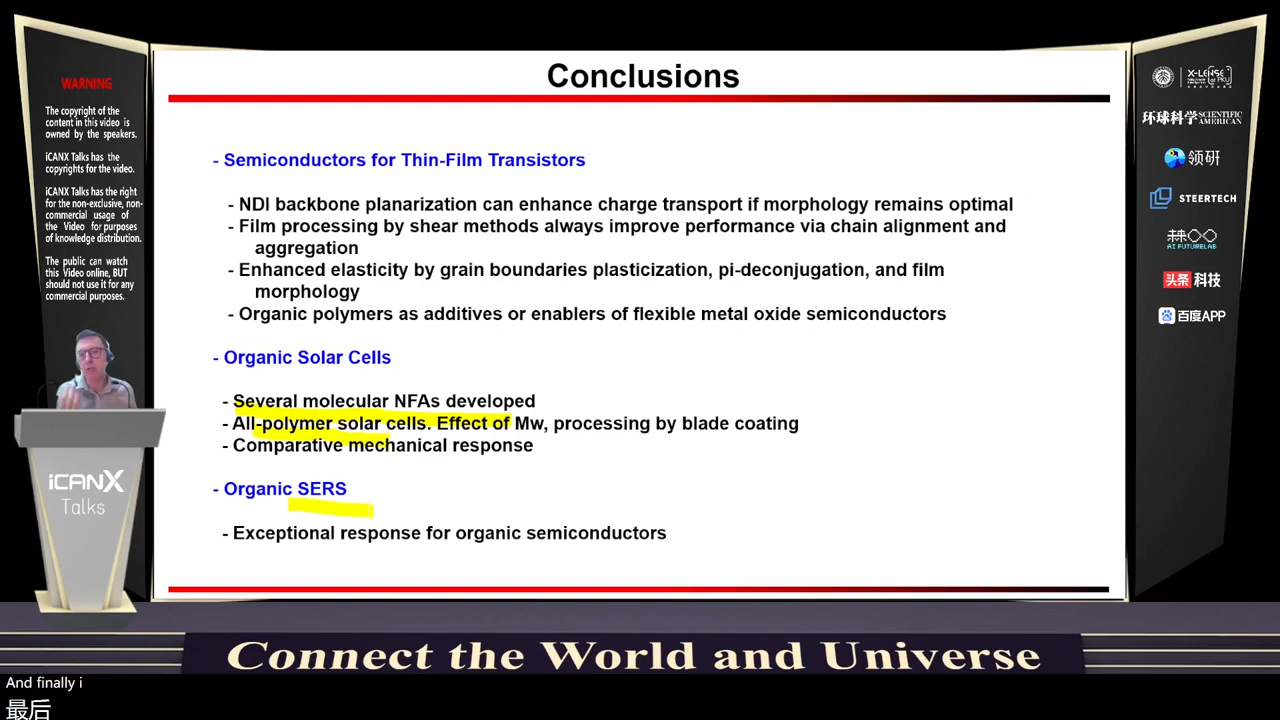 WARNING
The copyright of the
content in this video is
owned by the speakers.
iCANX Talks has the
copyrights for the video.
iCANX Talks has the right
for the non-exclusive, non-
commercial usage of
the Video for purposes
of knowledge distribution.
The public can watch
this Video online, BUT
should not use it for any
commercial purposes.
iCANX
Talks
Conclusions
- Semiconductors for Thin-Film Transistors
- NDI backbone planarization can enhance charge transport if morphology remains optimal
- Film processing by shear methods always improve performance via chain alignment and
aggregation
- Enhanced elasticity by grain boundaries plasticization, pi-deconjugation, and film
morphology
- Organic polymers as additives or enablers of flexible metal oxide semiconductors
- Organic Solar Cells
- Several molecular NFAs developed
- All-polymer solar cells. Effect of Mw, processing by blade coating
- Comparative mechanical response
- Organic SERS
- Exceptional response for organic semiconductors
X-LENSE
环球科学 SCIENTIFIC AMERICAN
领研
STEERTECH
AI FUTURELAB
头条科技
百度APP
Connect the World and Universe
And finally i
最后